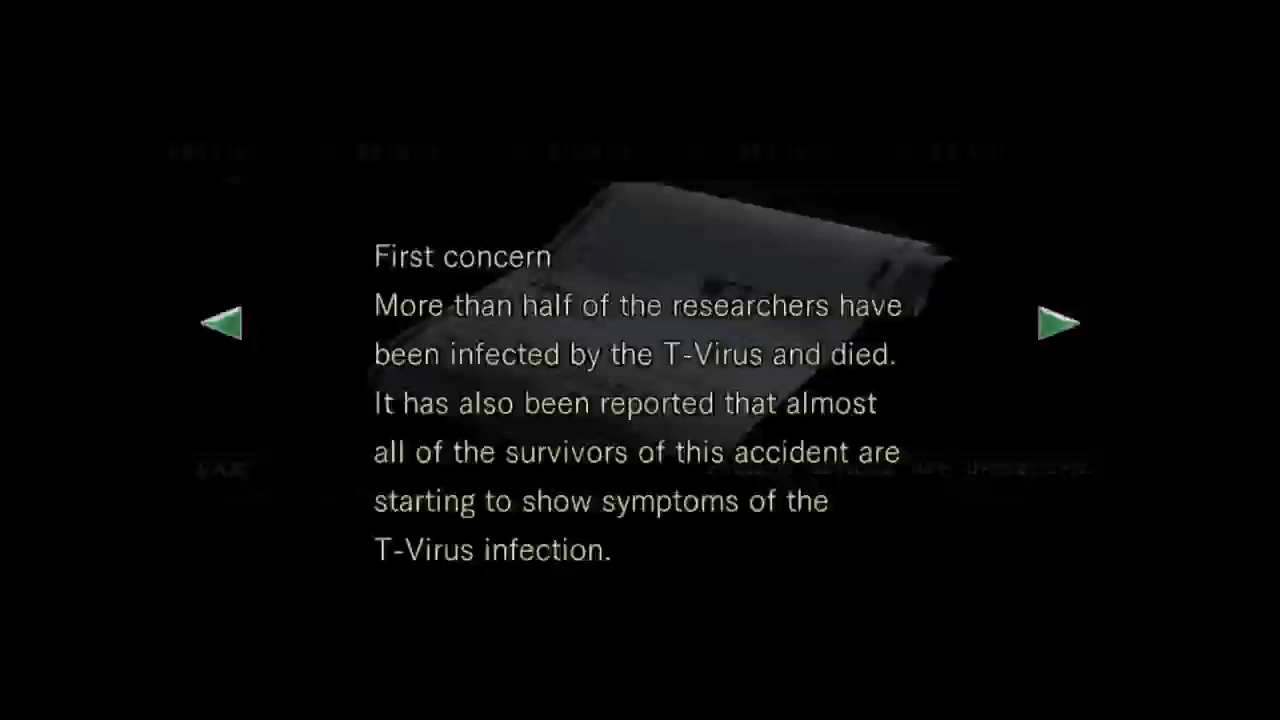 First concern
More than half of the researchers have
been infected by the T-Virus and died.
It has also been reported that almost
all of the survivors of this accident are
starting to show symptoms of the
T-Virus infection.